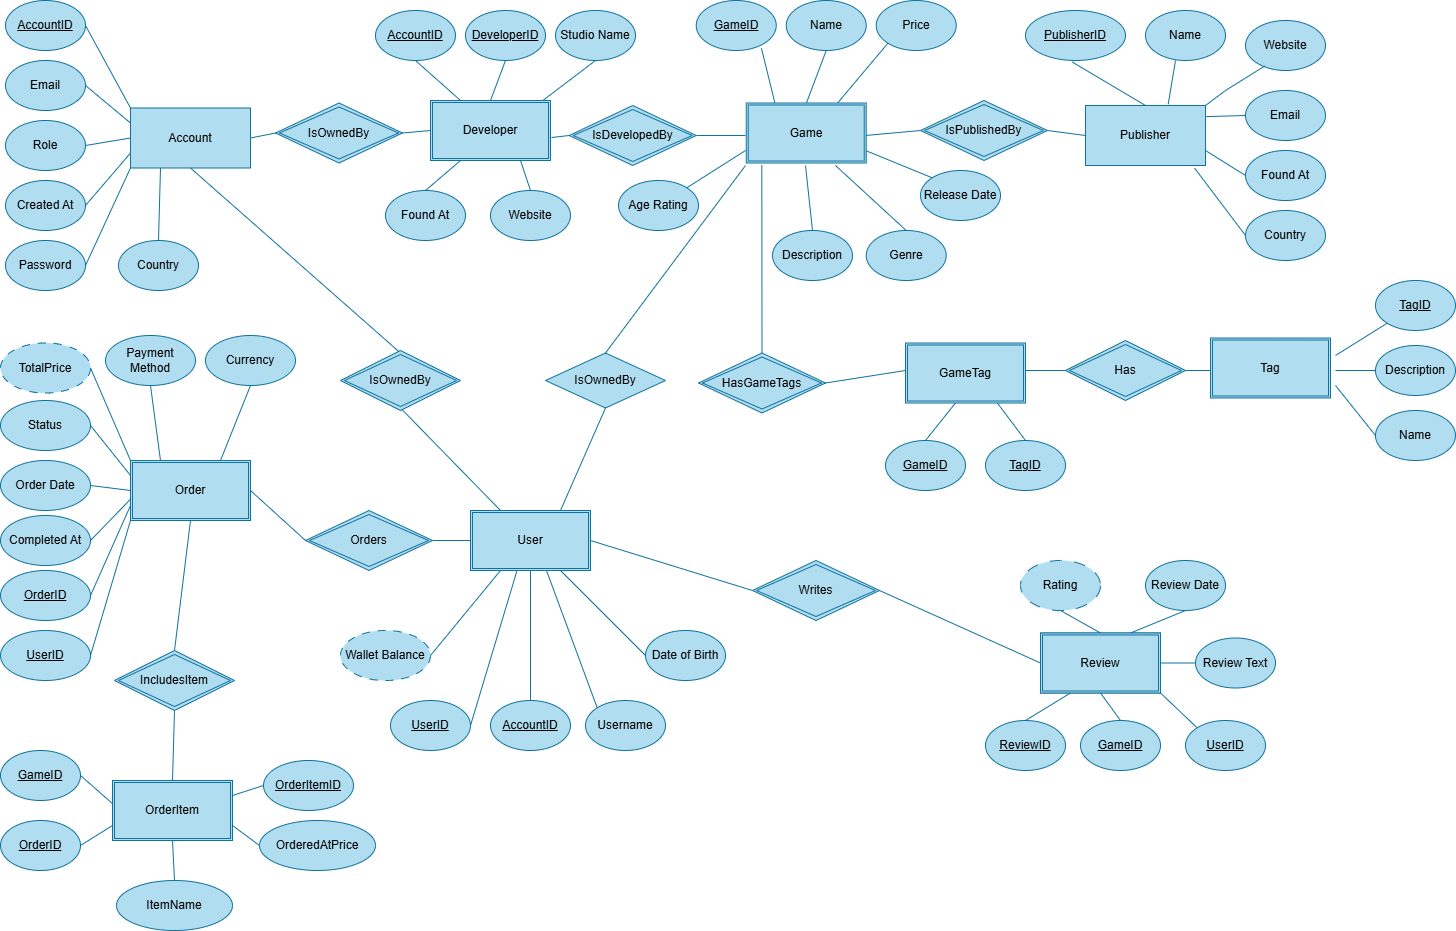 AccountID
Email
Role
Created At
Password
Country
Account
IsOwnedBy
AccountID
DeveloperID
Studio Name
Developer
Found At
Website
IsDevelopedBy
GameID
Name
Price
Game
Age Rating
Description
Genre
Release Date
IsPublishedBy
PublisherID
Name
Website
Email
Found At
Country
Publisher
TotalPrice
Payment
Method
Currency
Status
Order Date
Completed At
OrderID
UserID
Order
IsOwnedBy
IsOwnedBy
HasGameTags
GameTag
GameID
TagID
Has
Tag
TagID
Description
Name
Orders
User
Wallet Balance
UserID
AccountID
Username
Date of Birth
Writes
Rating
Review Date
Review
Review Text
ReviewID
GameID
UserID
IncludesItem
GameID
OrderID
OrderItem
OrderItemID
OrderedAtPrice
ItemName